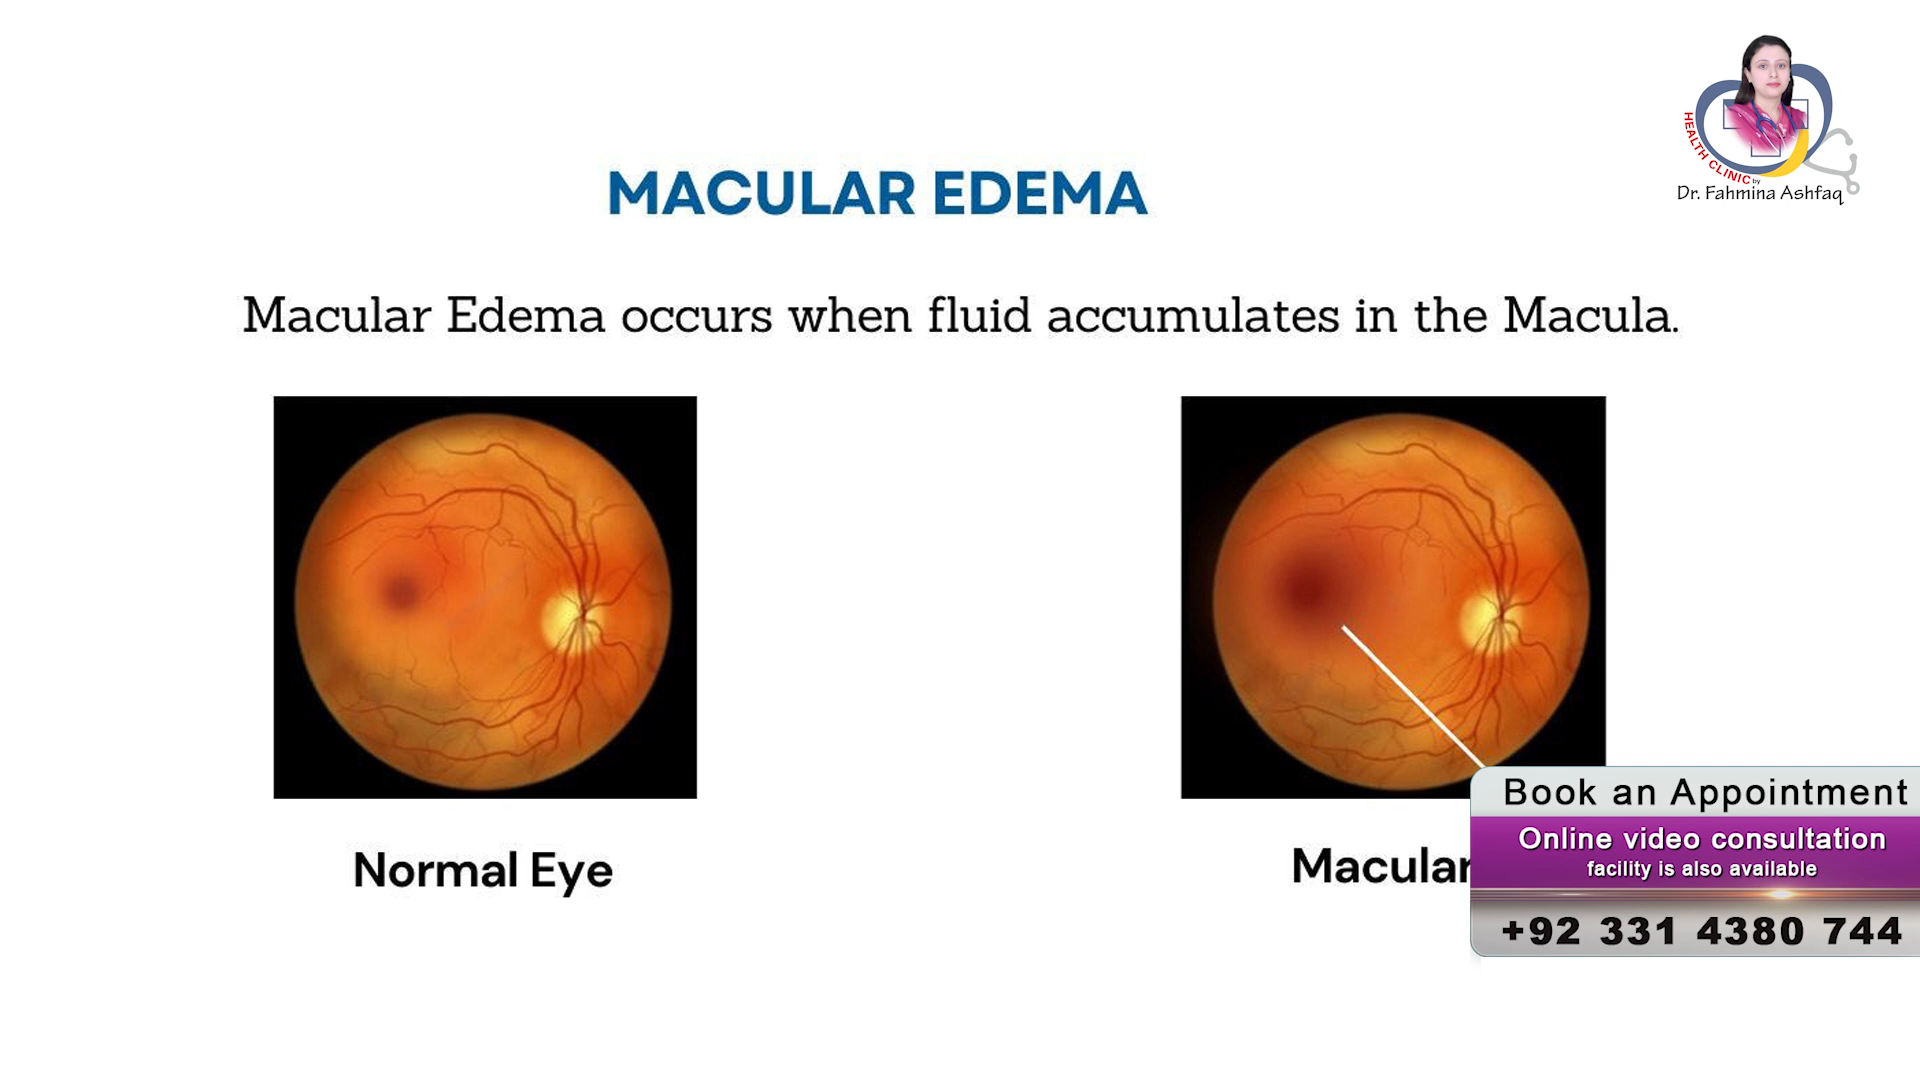 HEALTH CLINIC by
Dr. Fahmina Ashfaq
MACULAR EDEMA
Macular Edema occurs when fluid accumulates in the Macula.
Normal Eye
Macular
Book an Appointment
Online video consultation
facility is also available
+92 331 4380 744